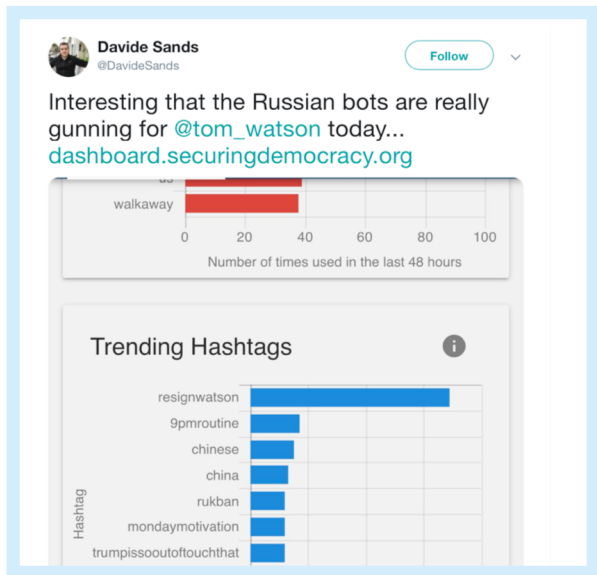 Davide Sands
@DavideSands
Follow
Interesting that the Russian bots are really
gunning for @tom_watson today...
dashboard.securingdemocracy.org
us
walkaway
0 20 40 60 80 100
Number of times used in the last 48 hours
Trending Hashtags
i
resignwatson
9pmroutine
chinese
china
rukban
mondaymotivation
trumpissooutoftouchthat
Hashtag